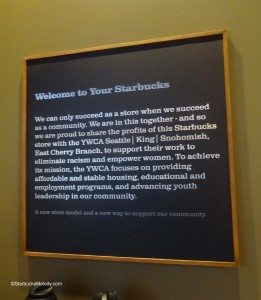 Welcome to Your Starbucks
We can only succeed as a store when we succeed
as a community. We are in this together - and so
we are proud to share the profits of this Starbucks
store with the YWCA Seattle | King | Snohomish,
East Cherry Branch, to support their work to
eliminate racism and empower women. To achieve
its mission, the YWCA focuses on providing
affordable and stable housing, educational and
employment programs, and advancing youth
leadership in our community.
A new store model and a new way to support our community.
©StarbucksMelody.com